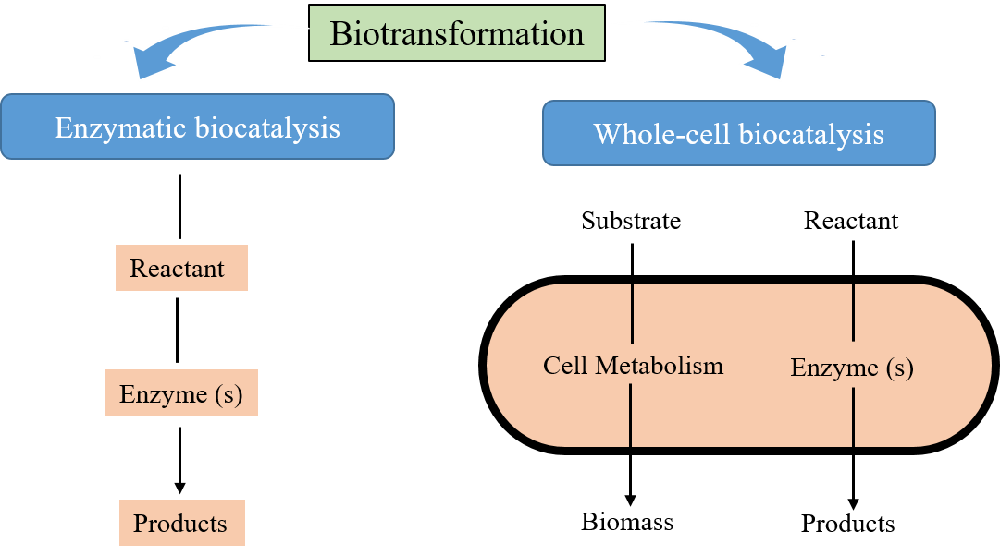 Biotransformation
Enzymatic biocatalysis
Whole-cell biocatalysis
Reactant
Enzyme (s)
Products
Substrate
Reactant
Cell Metabolism
Enzyme (s)
Biomass
Products